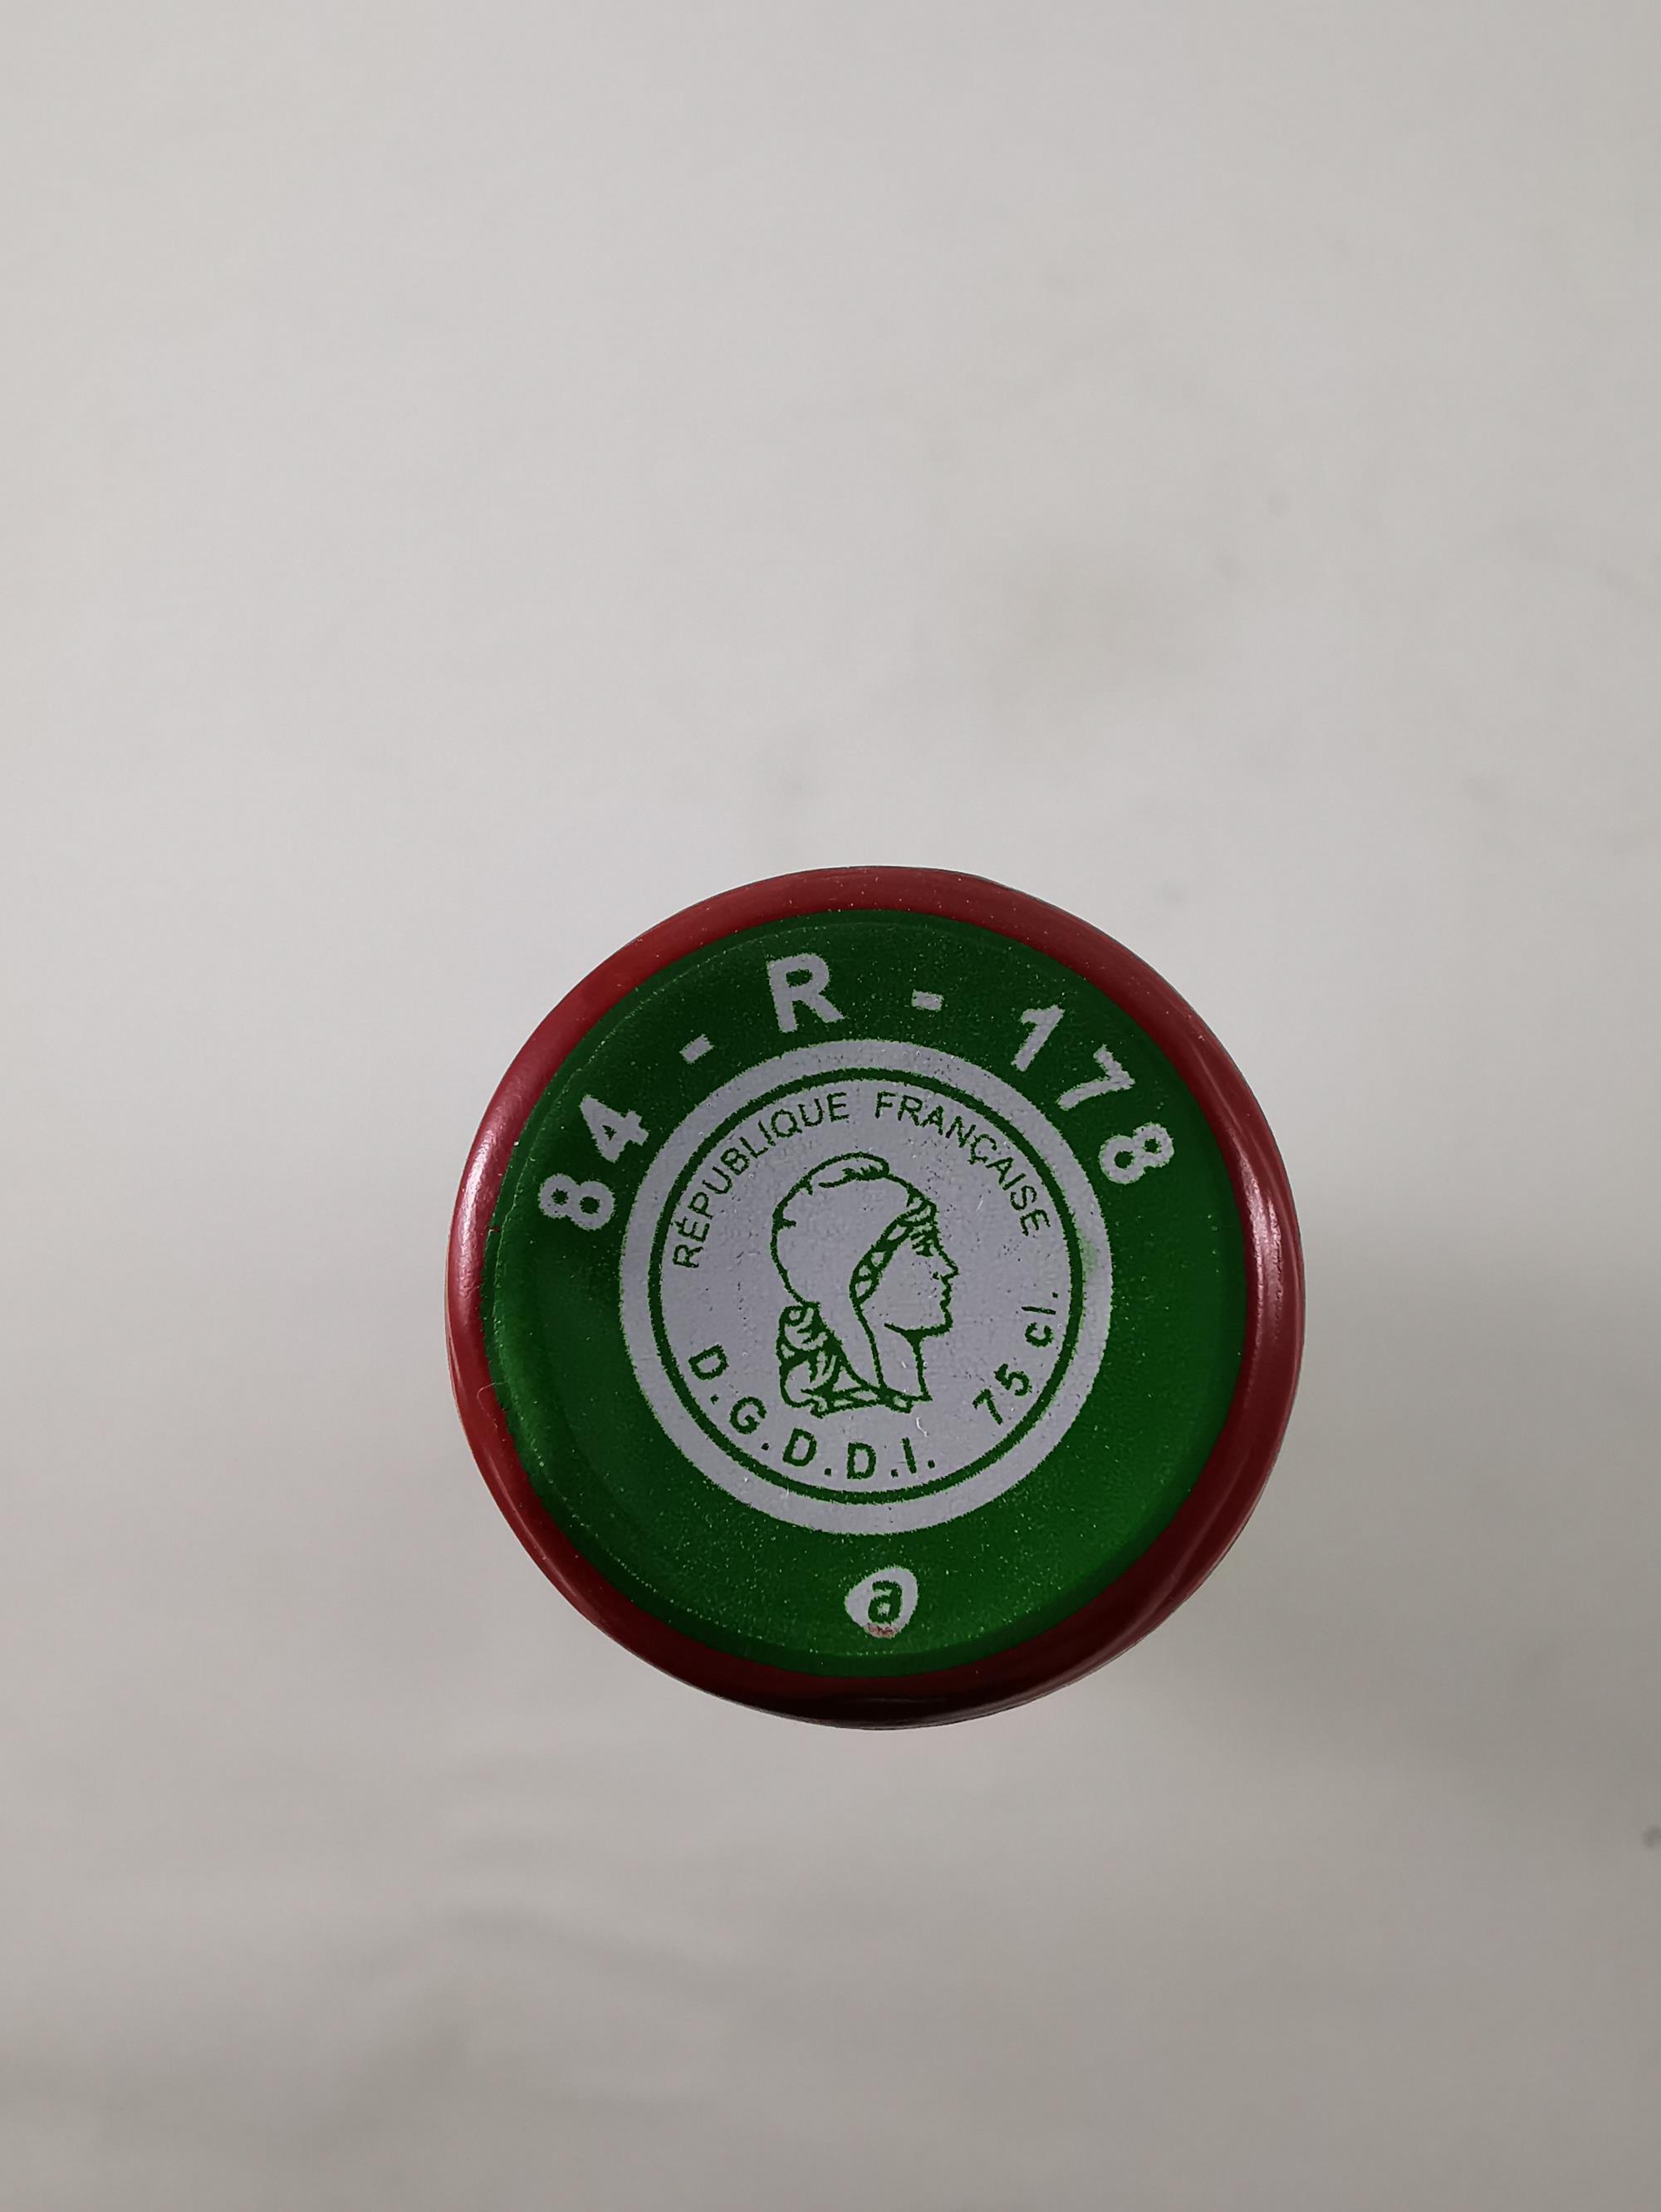 84 - R - 178
RÉPUBLIQUE FRANÇAISE
D.G.D.D.I. 75 cl.
a